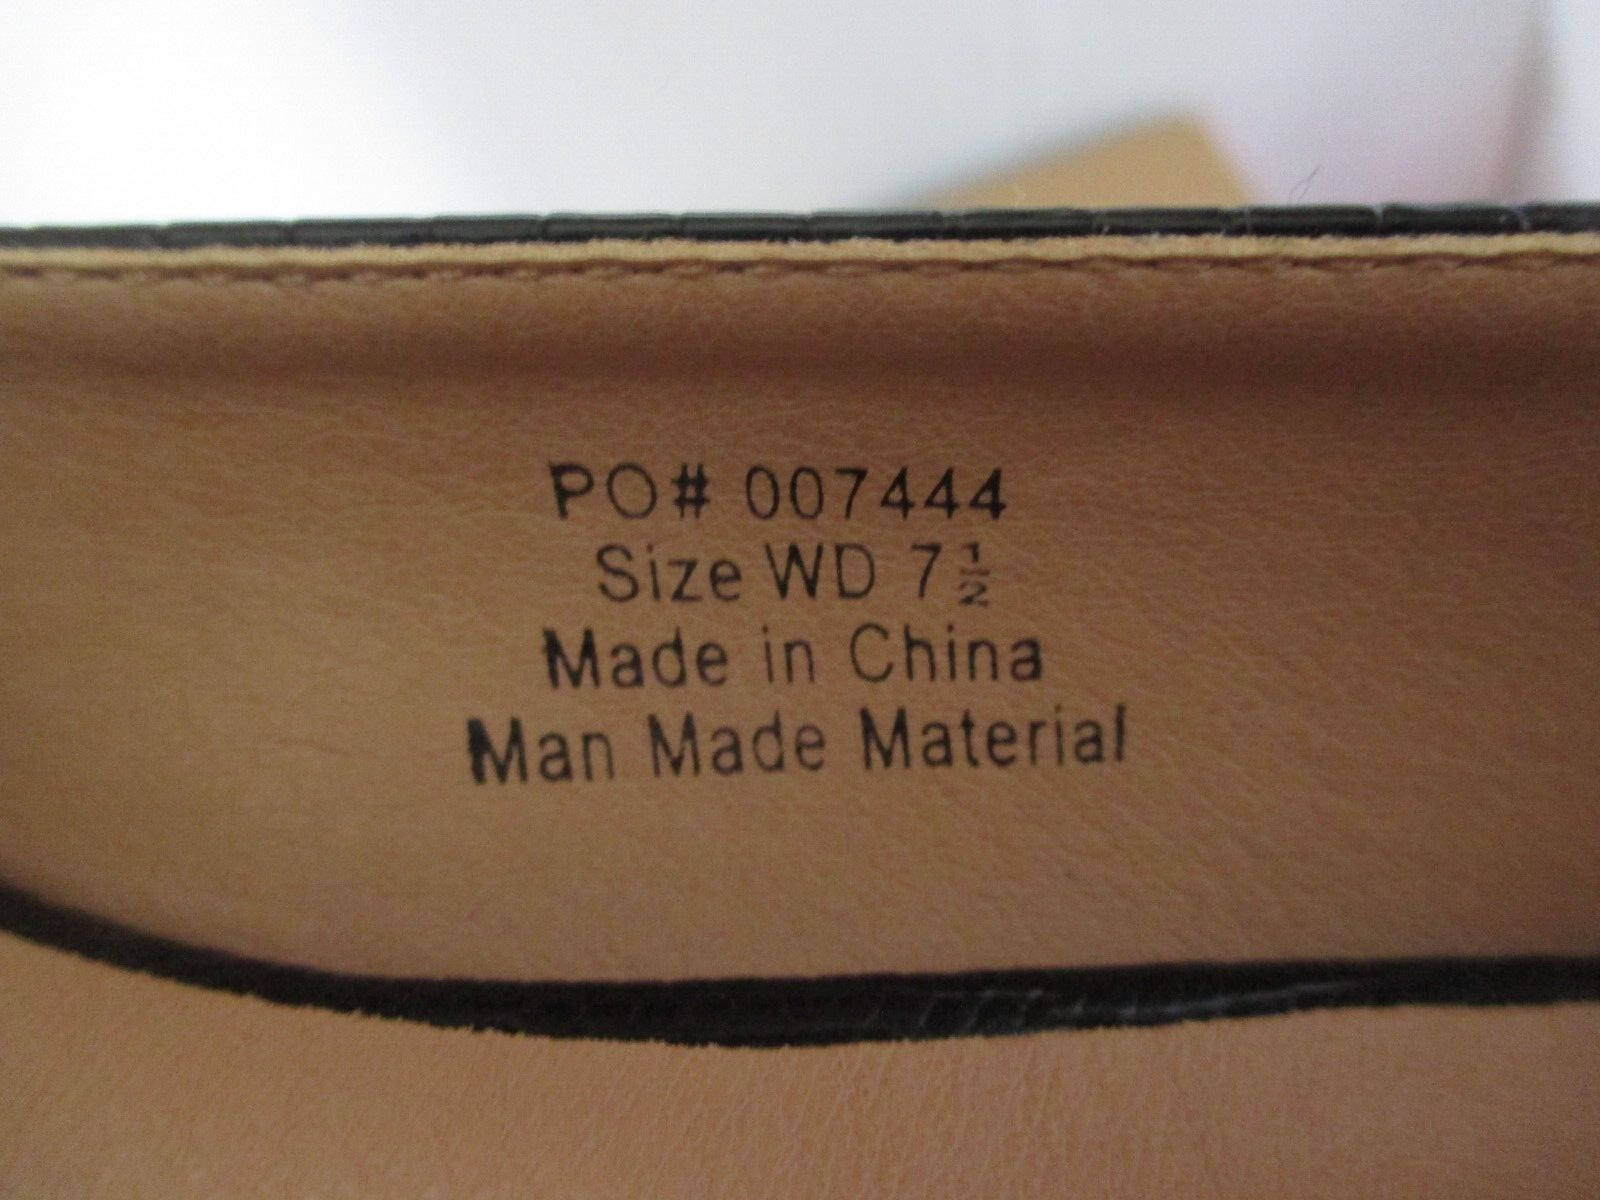 PO# 007444
Size WD 7½
Made in China
Man Made Material